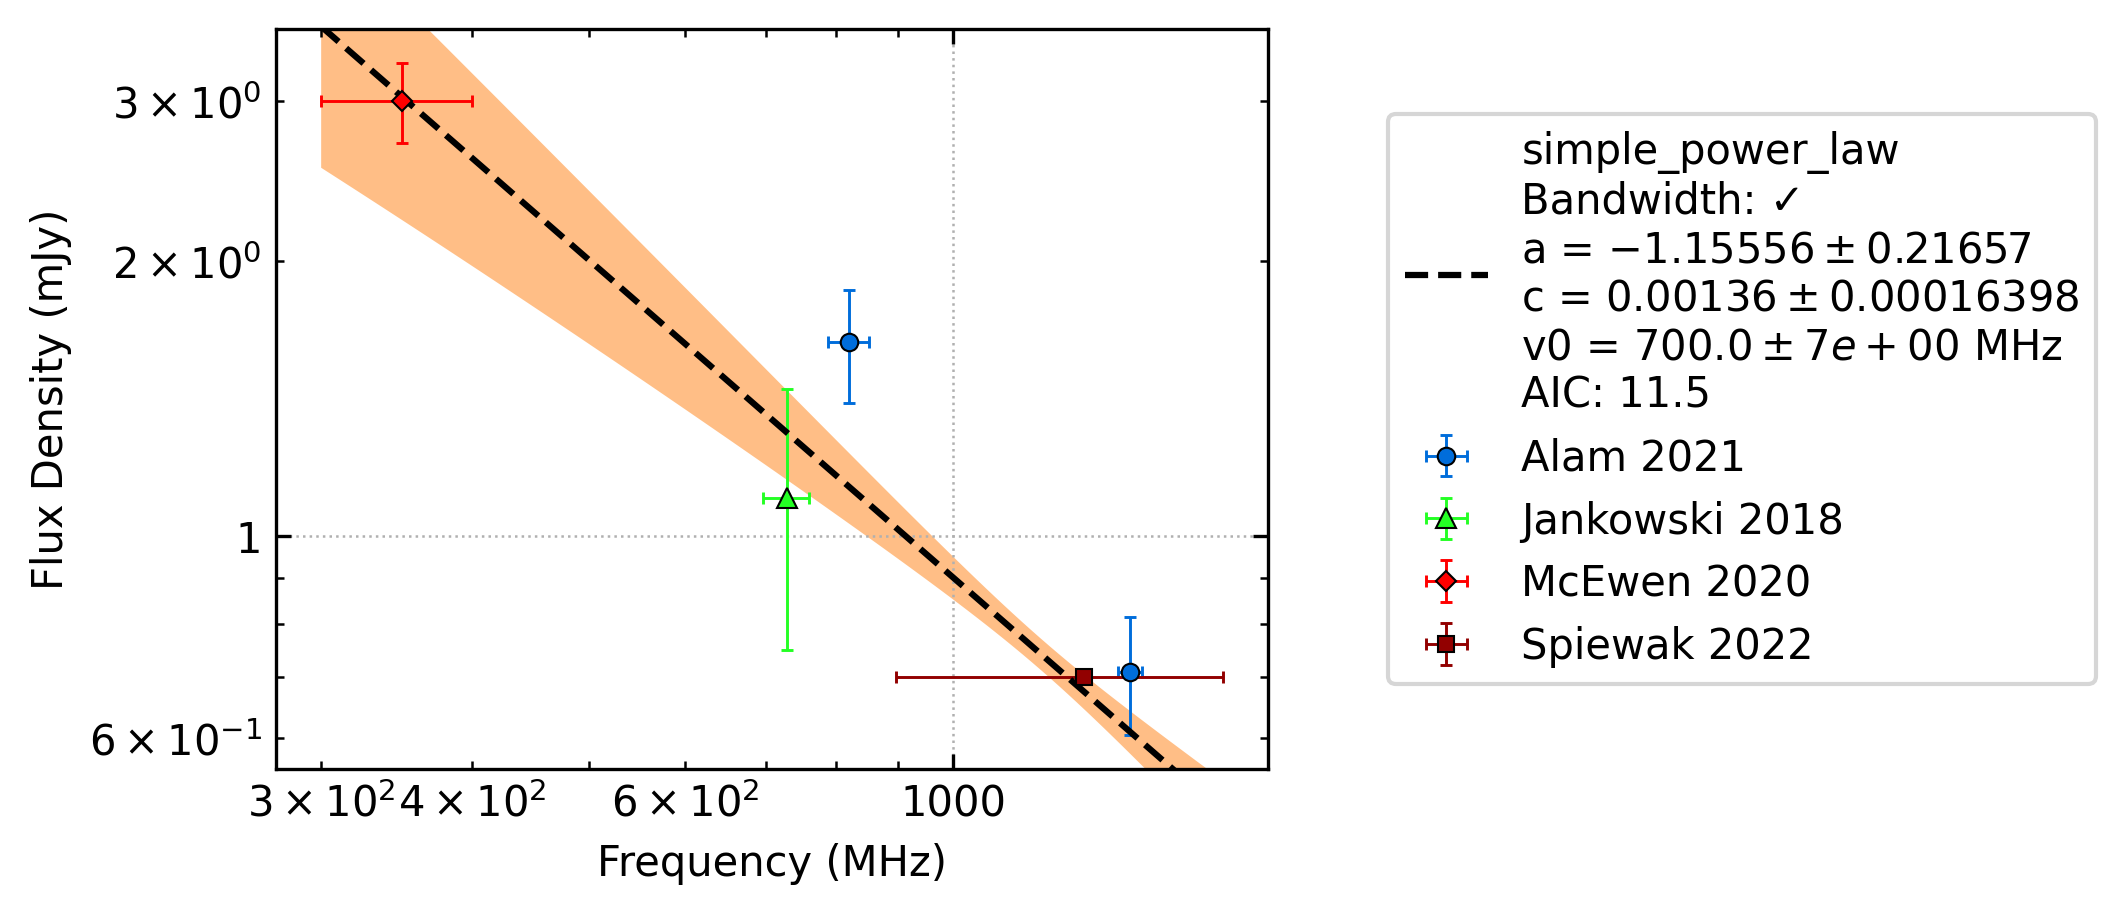 3 × 10⁰
2 × 10⁰
1
6 × 10⁻¹
Flux Density (mJy)
3 × 10² 4 × 10² 6 × 10² 1000
Frequency (MHz)
simple_power_law
Bandwidth: ✓
a = −1.15556 ± 0.21657
c = 0.00136 ± 0.00016398
v0 = 700.0 ± 7e + 00 MHz
AIC: 11.5
Alam 2021
Jankowski 2018
McEwen 2020
Spiewak 2022